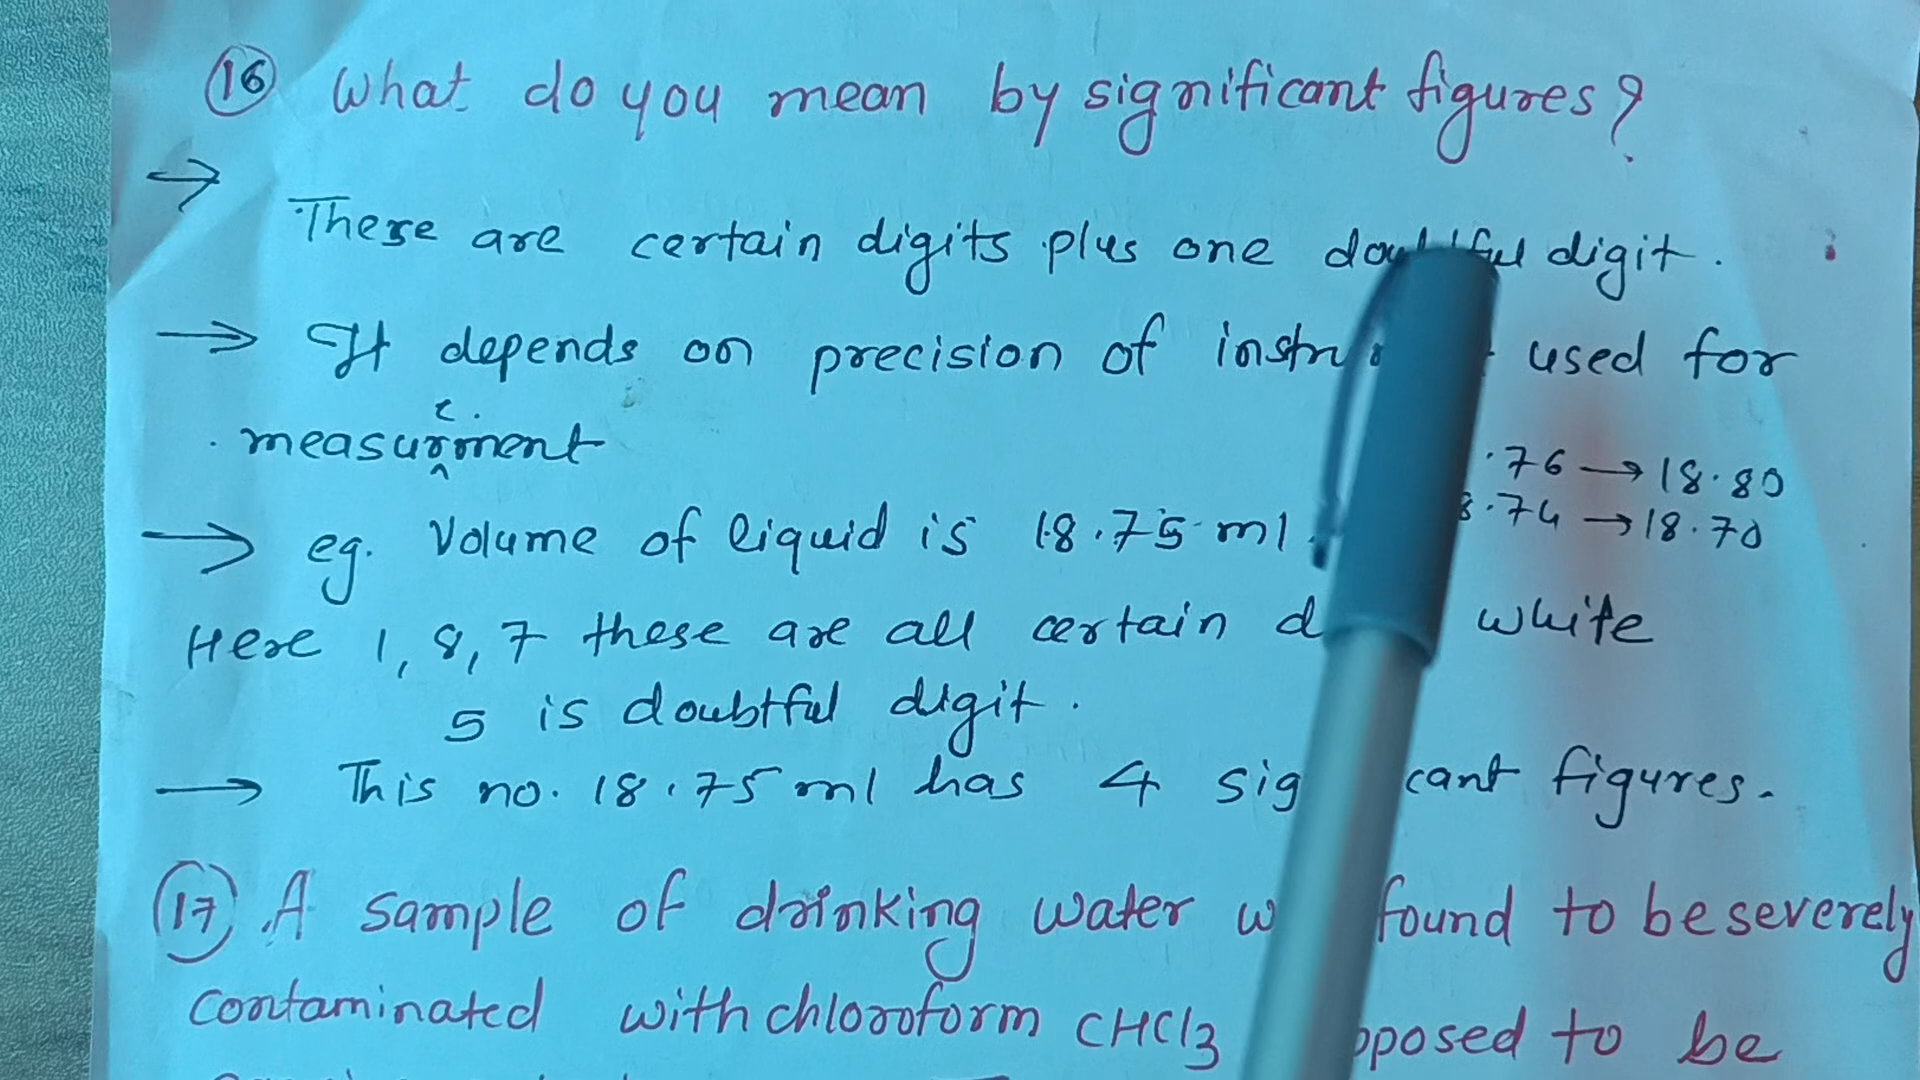 16 What do you mean by significant figures?
→ These are certain digits plus one digit.
→ It depends on precision of used for
measurement
.76 → 18.80
8.74 → 18.70
→ eg. Volume of liquid is 18.75 ml
Here 1, 8, 7 these are all certain white
5 is doubtful digit.
→ This no. 18.75 ml has 4 figures.
17 A sample of drinking water found to be severely
contaminated with chloroform CHCl3 to be